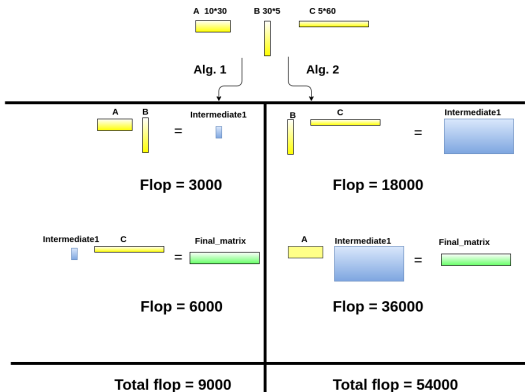 A 10*30
B 30*5
C 5*60
Alg. 1
Alg. 2
A
B
=
Intermediate1
Flop = 3000
Intermediate1
C
=
Final_matrix
Flop = 6000
Total flop = 9000
B
C
=
Intermediate1
Flop = 18000
A
Intermediate1
=
Final_matrix
Flop = 36000
Total flop = 54000